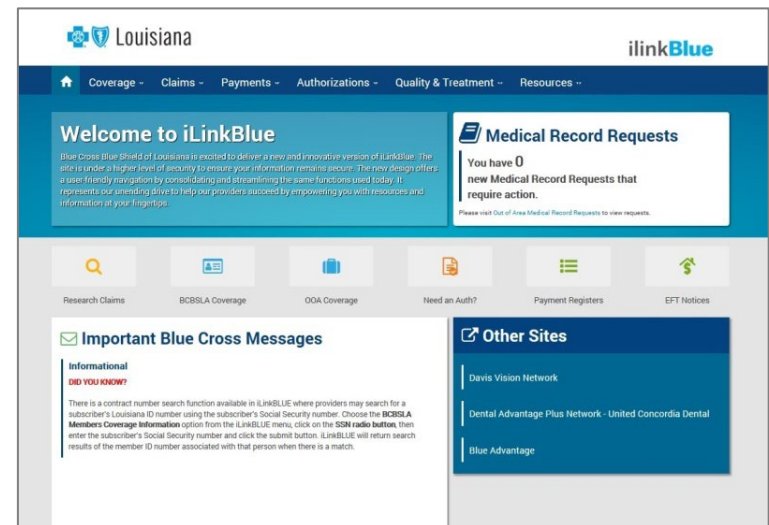 Louisiana
ilinkBlue
Coverage
Claims
Payments
Authorizations
Quality & Treatment
Resources
Welcome to iLinkBlue
Blue Cross Blue Shield of Louisiana is excited to deliver a new and innovative version of iLinkBlue. The
site is under a higher level of security to ensure your information remains secure. The new design offers
a user-friendly navigation by consolidating and streamlining the same functions used today. It
represents our unending drive to help our providers succeed by empowering you with resources and
information at your fingertips.
Medical Record Requests
You have 0
new Medical Record Requests that
require action.
Please visit Out of Area Medical Record Requests to view requests.
Research Claims
BCBSLA Coverage
OOA Coverage
Need an Auth?
Payment Registers
EFT Notices
Important Blue Cross Messages
Informational
DID YOU KNOW?
There is a contract number search function available in iLinkBLUE where providers may search for a
subscriber's Louisiana ID number using the subscriber's Social Security number. Choose the BCBSLA
Members Coverage Information option from the iLinkBLUE menu, click on the SSN radio button, then
enter the subscriber's Social Security number and click the submit button. iLinkBLUE will return search
results of the member ID number associated with that person when there is a match.
Other Sites
Davis Vision Network
Dental Advantage Plus Network - United Concordia Dental
Blue Advantage